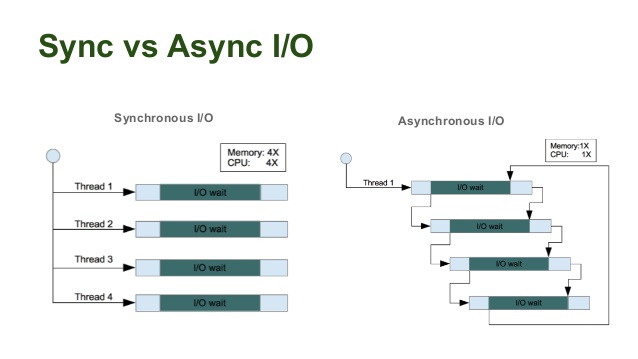 Sync vs Async I/O
Synchronous I/O
Memory: 4X
CPU: 4X
Thread 1
I/O wait
Thread 2
I/O wait
Thread 3
I/O wait
Thread 4
I/O wait
Asynchronous I/O
Memory:1X
CPU: 1X
Thread 1
I/O wait
I/O wait
I/O wait
I/O wait